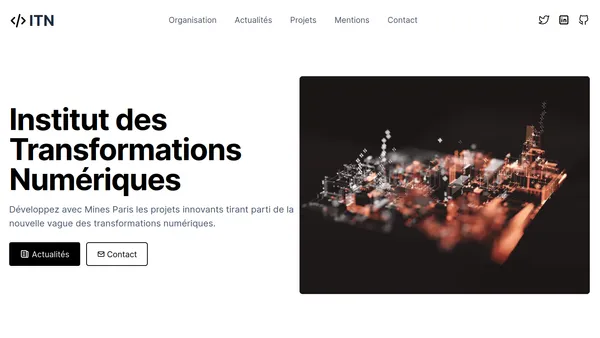 </> ITN
Organisation Actualités Projets Mentions Contact
Institut des
Transformations
Numériques
Développez avec Mines Paris les projets innovants tirant parti de la
nouvelle vague des transformations numériques.
Actualités Contact